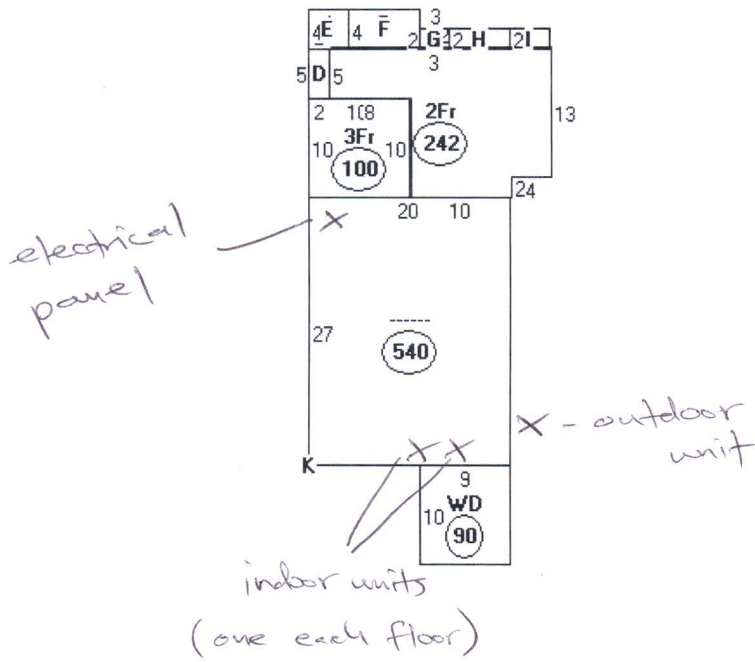 3
4 E 4 F 2 G 2 2 H 2 I
3
5 D 5
2 108 2Fr 13
3Fr
10 10 242
100
24
20 10
electrical
panel
27
540
X - outdoor
unit
X
X X
K
9
WD
10
90
indoor units
(one each floor)